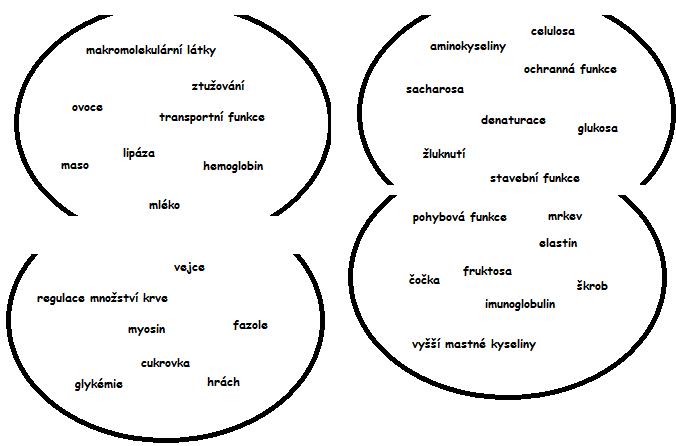 makromolekulární látky
ztužování
ovoce
transportní funkce
lipáza
maso
hemoglobin
mléko
celulosa
aminokyseliny
ochranná funkce
sacharosa
denaturace
glukosa
žluknutí
stavební funkce
vejce
regulace množství krve
myosin
fazole
cukrovka
glykémie
hrách
pohybová funkce
mrkev
elastin
fruktosa
čočka
škrob
imunoglobulin
vyšší mastné kyseliny